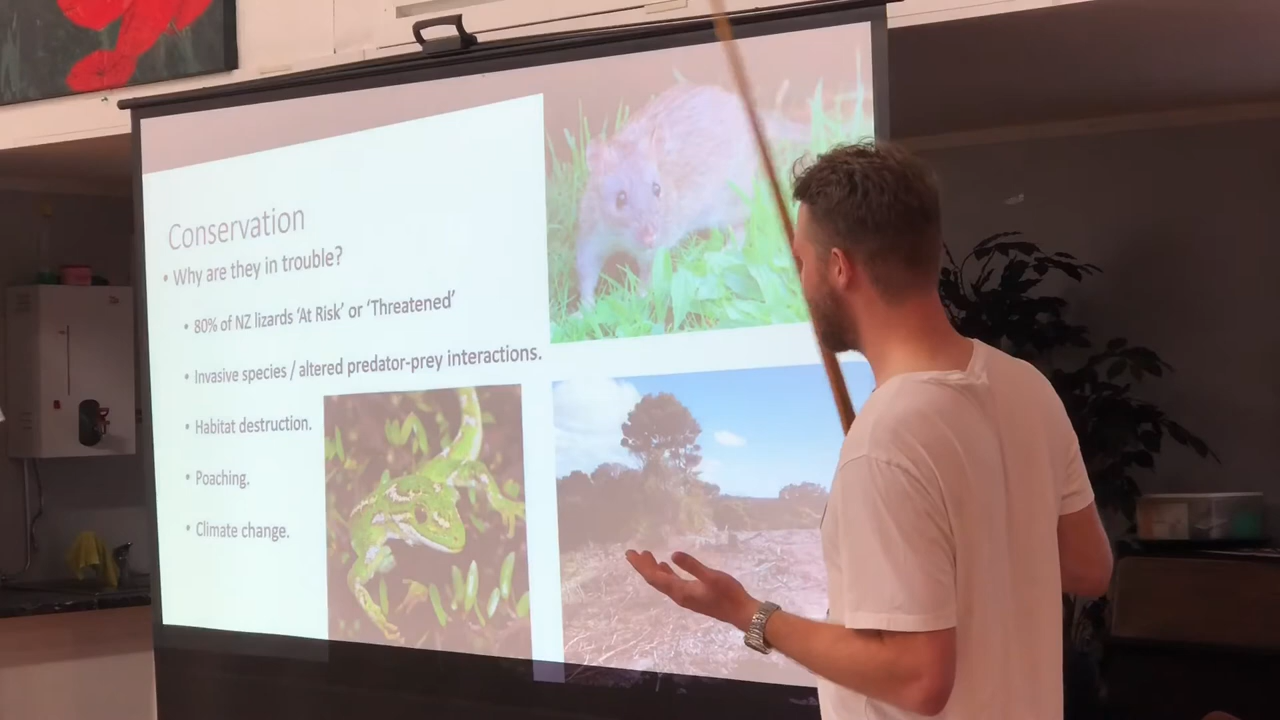 Conservation
• Why are they in trouble?
• 80% of NZ lizards ‘At Risk’ or ‘Threatened’
• Invasive species / altered predator-prey interactions.
• Habitat destruction.
• Poaching.
• Climate change.